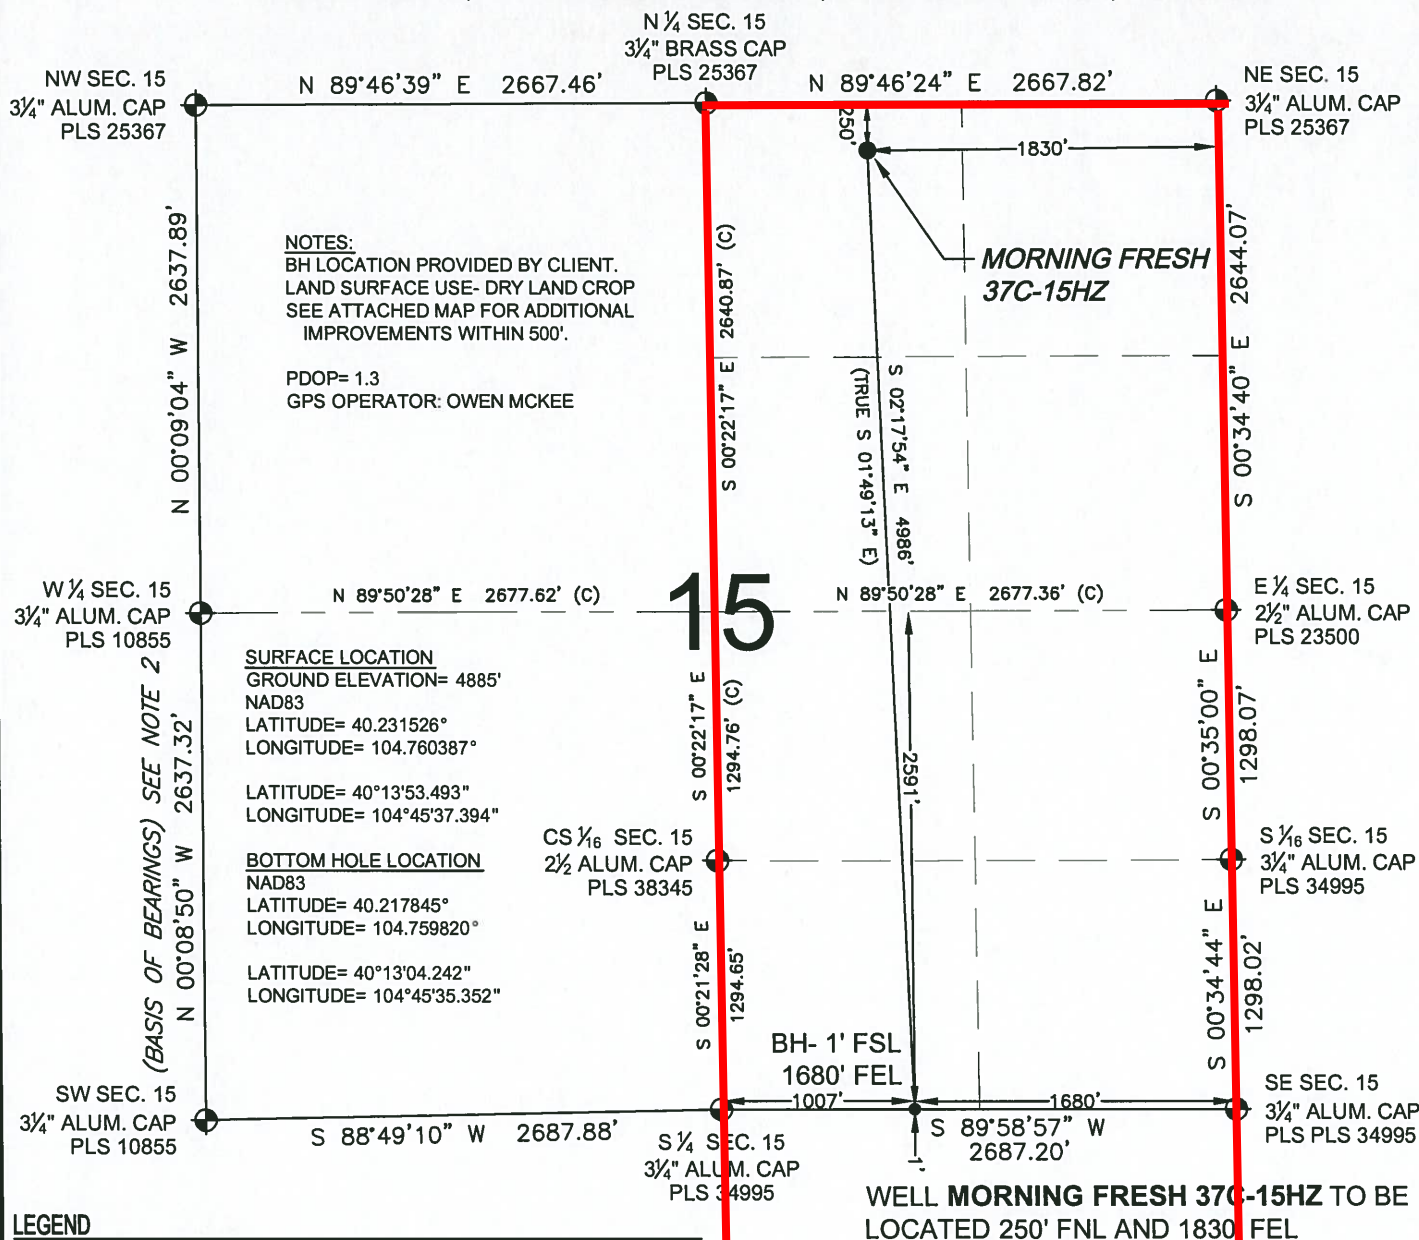 N ¼ SEC. 15
3¼" BRASS CAP
PLS 25367
NW SEC. 15
3¼" ALUM. CAP
PLS 25367
N 89°46'39" E 2667.46'
N 89°46'24" E 2667.82'
NE SEC. 15
3¼" ALUM. CAP
PLS 25367
250'
1830'
MORNING FRESH
37C-15HZ
NOTES:
BH LOCATION PROVIDED BY CLIENT.
LAND SURFACE USE- DRY LAND CROP
SEE ATTACHED MAP FOR ADDITIONAL
IMPROVEMENTS WITHIN 500'.
PDOP= 1.3
GPS OPERATOR: OWEN MCKEE
N 00°09'04" W 2637.89'
S 00°22'17" E 2640.87' (C)
S 02°17'54" E 4986'
(TRUE S 01°49'13" E)
S 00°34'40" E 2644.07'
W ¼ SEC. 15
3¼" ALUM. CAP
PLS 10855
N 89°50'28" E 2677.62' (C)
15
N 89°50'28" E 2677.36' (C)
E ¼ SEC. 15
2½" ALUM. CAP
PLS 23500
SURFACE LOCATION
GROUND ELEVATION= 4885'
NAD83
LATITUDE= 40.231526°
LONGITUDE= 104.760387°
LATITUDE= 40°13'53.493"
LONGITUDE= 104°45'37.394"
BOTTOM HOLE LOCATION
NAD83
LATITUDE= 40.217845°
LONGITUDE= 104.759820°
LATITUDE= 40°13'04.242"
LONGITUDE= 104°45'35.352"
(BASIS OF BEARINGS) SEE NOTE 2
N 00°08'50" W 2637.32'
S 00°22'17" E
1294.76' (C)
2591'
S 00°35'00" E
1298.07'
CS 1⁄16 SEC. 15
2½ ALUM. CAP
PLS 38345
S 1⁄16 SEC. 15
3¼" ALUM. CAP
PLS 34995
S 00°21'28" E
1294.65'
S 00°34'44" E
1298.02'
BH- 1' FSL
1680' FEL
1007'
1680'
SW SEC. 15
3¼" ALUM. CAP
PLS 10855
S 88°49'10" W 2687.88'
S ¼ SEC. 15
3¼" ALUM. CAP
PLS 34995
1'
S 89°58'57" W
2687.20'
SE SEC. 15
3¼" ALUM. CAP
PLS PLS 34995
WELL MORNING FRESH 37C-15HZ TO BE
LOCATED 250' FNL AND 1830' FEL
LEGEND